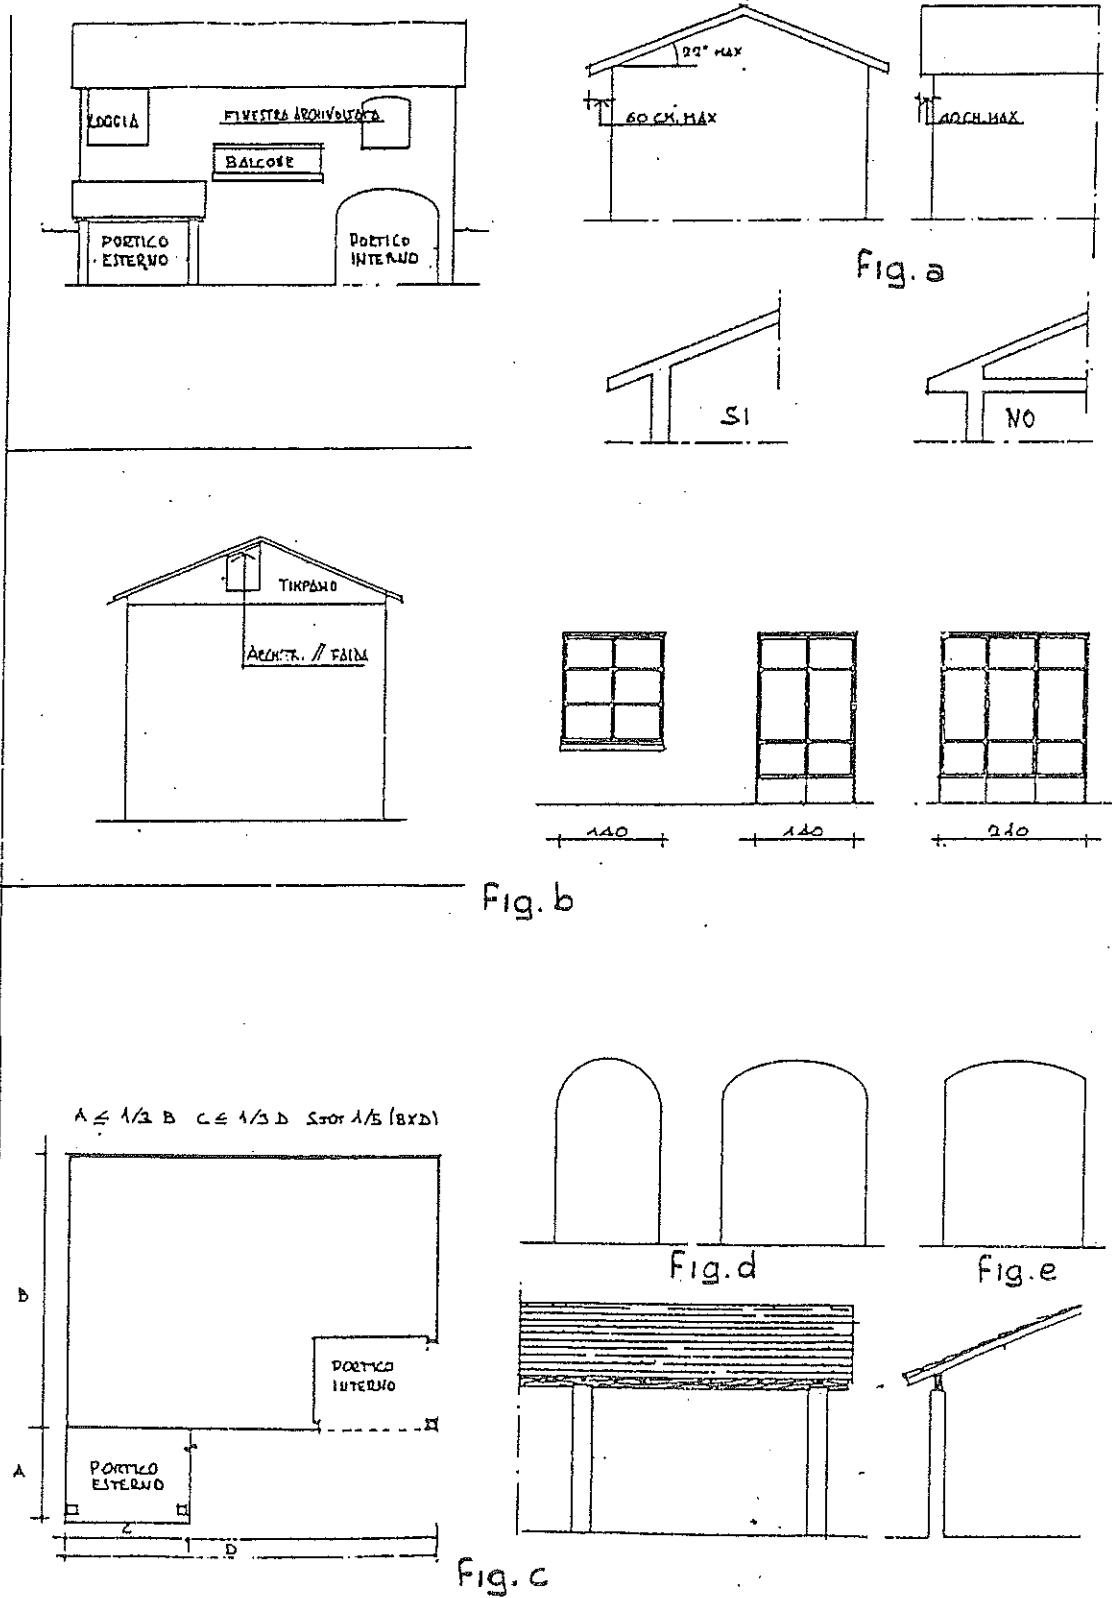 LOGGIA
FINESTRA ARCHIVOLTATA
BALCONE
PORTICO
ESTERNO
PORTICO
INTERNO
22° MAX
60 CM. MAX
40 CM. MAX
Fig. a
SI
NO
TIMPANO
ARCHITR. // FALDA
140
140
210
Fig. b
A ≤ 1/3 B C ≤ 1/3 D STOT 1/5 (BXD)
B
PORTICO
INTERNO
A
PORTICO
ESTERNO
C
D
Fig. c
Fig. d
Fig. e